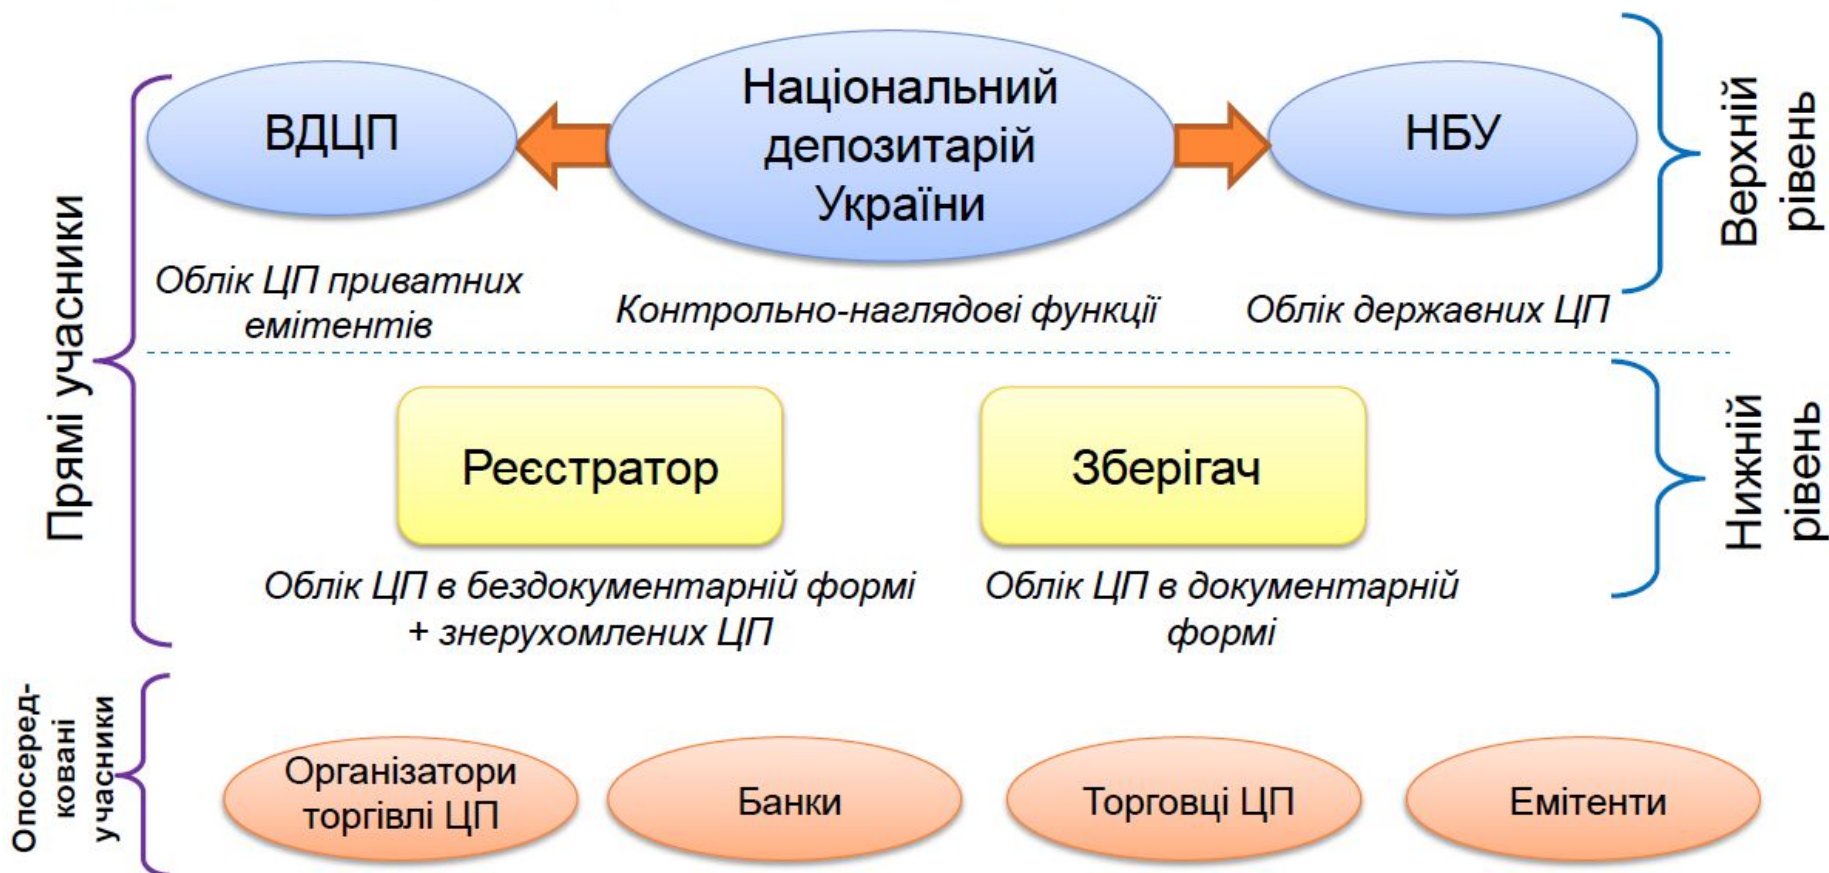 ВДЦП
Національний
депозитарій
України
НБУ
Верхній
рівень
Облік ЦП приватних
емітентів
Контрольно-наглядові функції
Облік державних ЦП
Прямі учасники
Реєстратор
Зберігач
Нижній
рівень
Облік ЦП в бездокументарній формі
+ знерухомлених ЦП
Облік ЦП в документарній
формі
Опосеред-
ковані
учасники
Організатори
торгівлі ЦП
Банки
Торговці ЦП
Емітенти